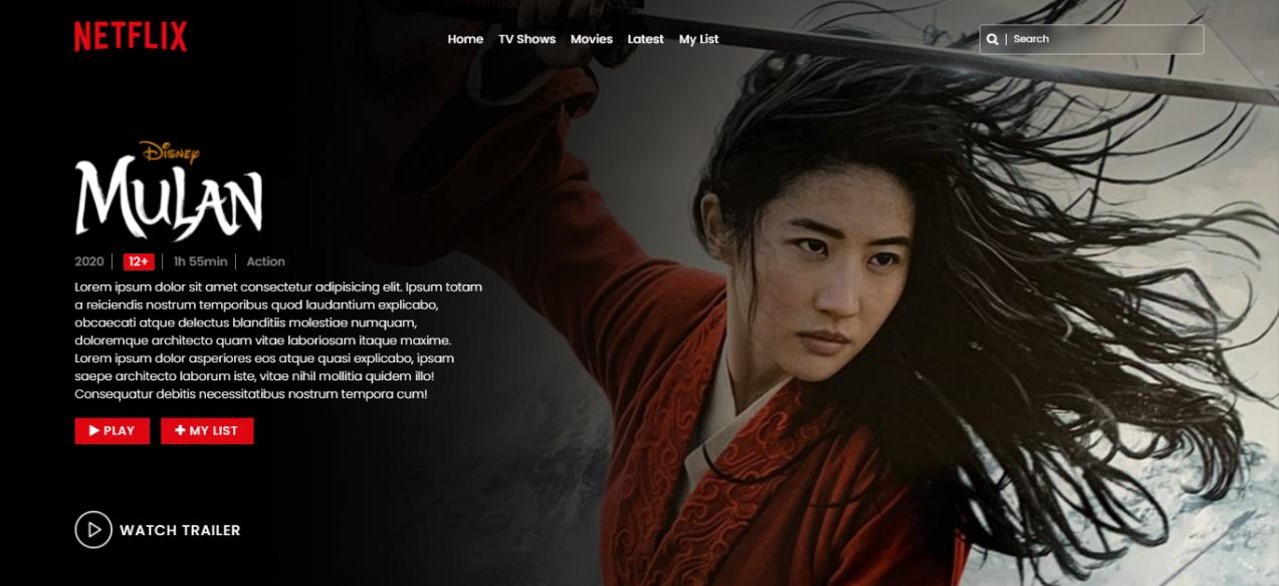 NETFLIX
Home TV Shows Movies Latest My List
Search
Disney
MULAN
2020 | 12+ | 1h 55min | Action
Lorem ipsum dolor sit amet consectetur adipisicing elit. Ipsum totam
a reiciendis nostrum temporibus quod laudantium explicabo,
obcaecati atque delectus blanditiis molestiae numquam,
doloremque architecto quam vitae laboriosam itaque maxime.
Lorem ipsum dolor asperiores eos atque quasi explicabo, ipsam
saepe architecto laborum iste, vitae nihil mollitia quidem illo!
Consequatur debitis necessitatibus nostrum tempora cum!
PLAY
MY LIST
WATCH TRAILER